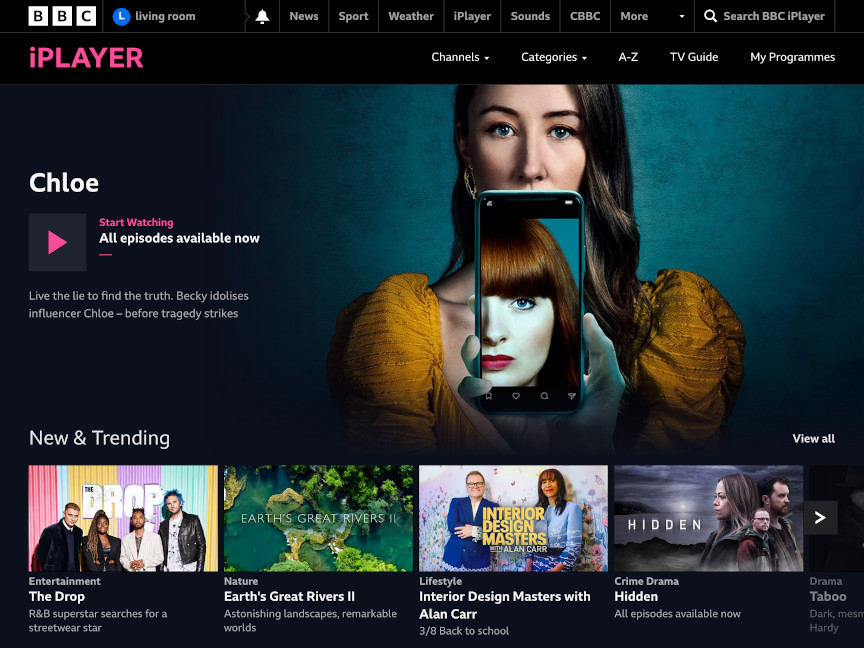 BBC
L living room
News
Sport
Weather
iPlayer
Sounds
CBBC
More
Search BBC iPlayer
iPLAYER
Channels
Categories
A-Z
TV Guide
My Programmes
Chloe
Start Watching
All episodes available now
Live the lie to find the truth. Becky idolises
influencer Chloe – before tragedy strikes
New & Trending
View all
THE
DROP
EARTH'S GREAT RIVERS II
INTERIOR
DESIGN
MASTERS
WITH ALAN CARR
HIDDEN
Entertainment
The Drop
R&B superstar searches for a
streetwear star
Nature
Earth's Great Rivers II
Astonishing landscapes, remarkable
worlds
Lifestyle
Interior Design Masters with
Alan Carr
3/8 Back to school
Crime Drama
Hidden
All episodes available now
Drama
Taboo
Dark,
Hardy